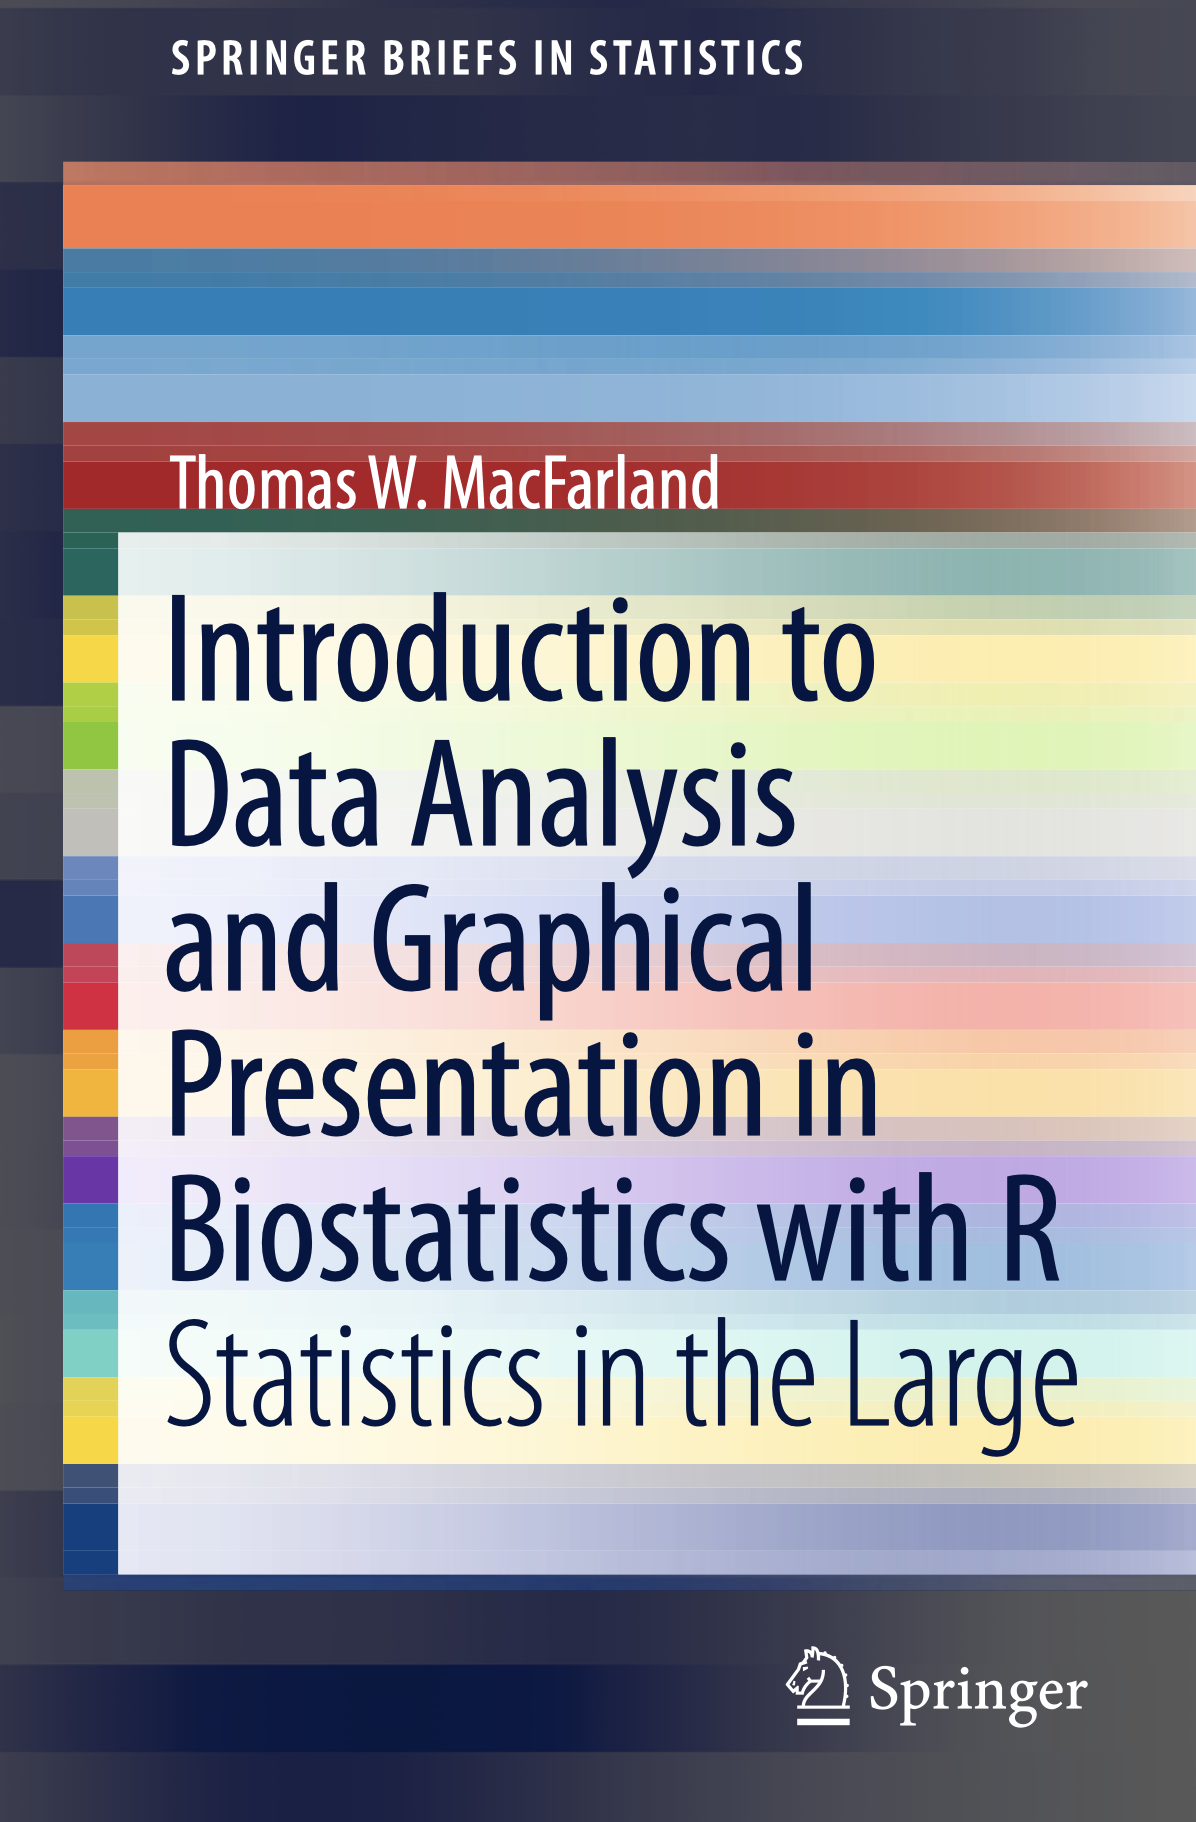 SPRINGER BRIEFS IN STATISTICS
Thomas W. MacFarland
Introduction to
Data Analysis
and Graphical
Presentation in
Biostatistics with R
Statistics in the Large
Springer